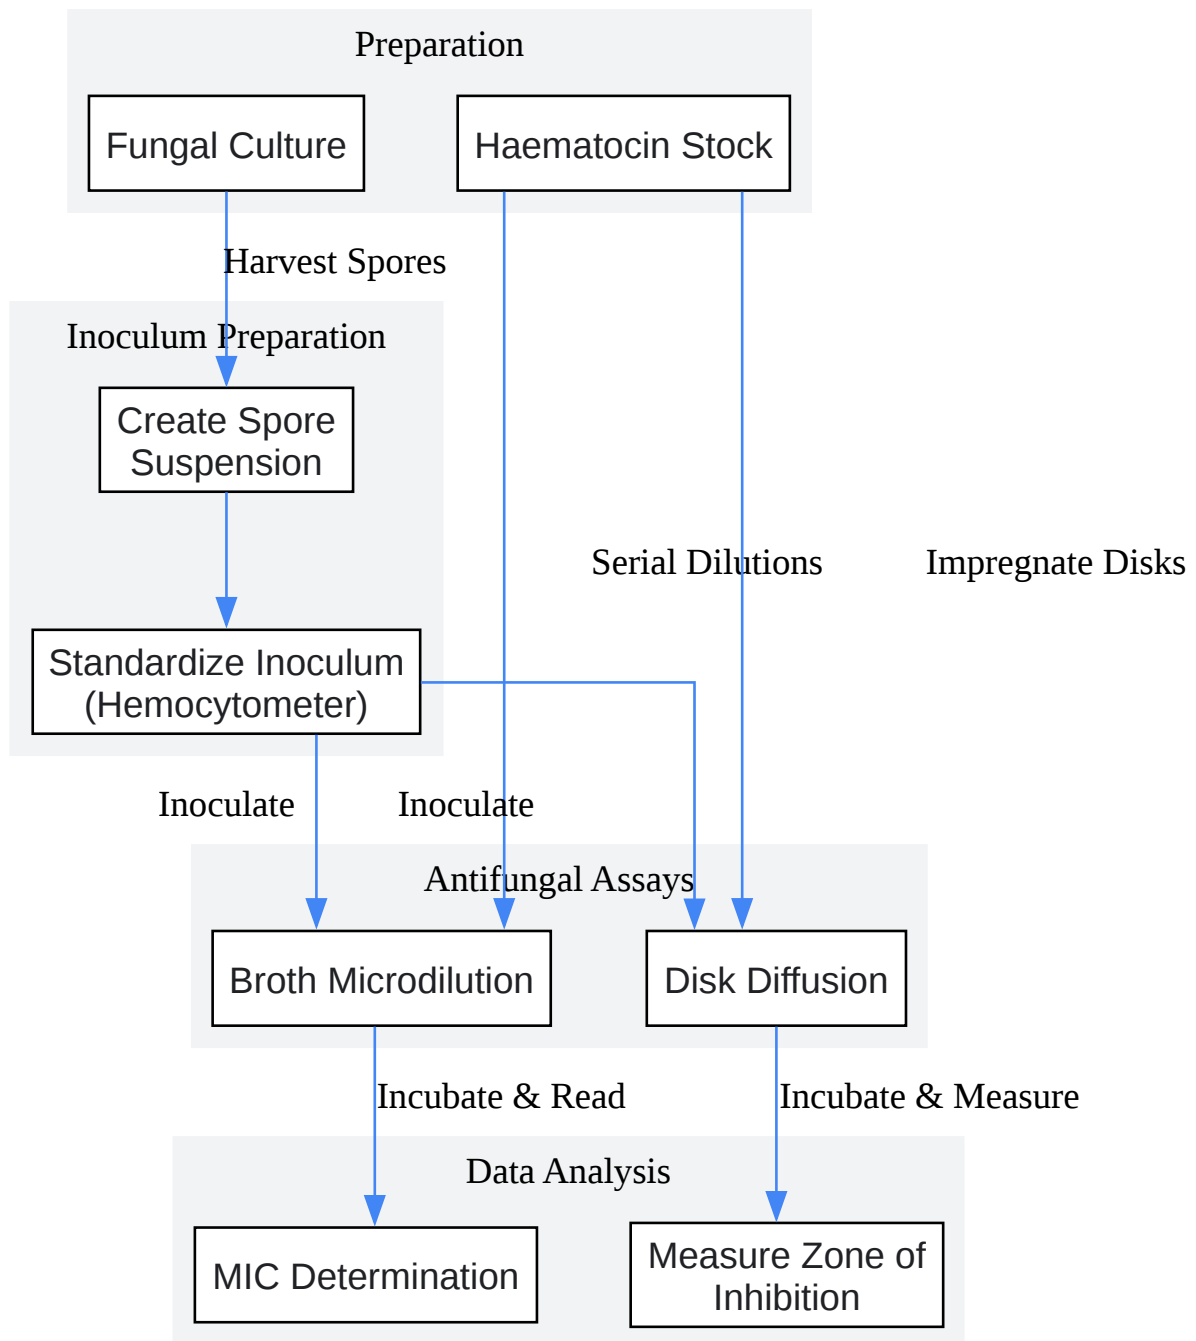 Preparation
Fungal Culture
Haematocin Stock
Harvest Spores
Inoculum Preparation
Create Spore
Suspension
Serial Dilutions
Impregnate Disks
Standardize Inoculum
(Hemocytometer)
Inoculate
Inoculate
Antifungal Assays
Broth Microdilution
Disk Diffusion
Incubate & Read
Incubate & Measure
Data Analysis
MIC Determination
Measure Zone of
Inhibition